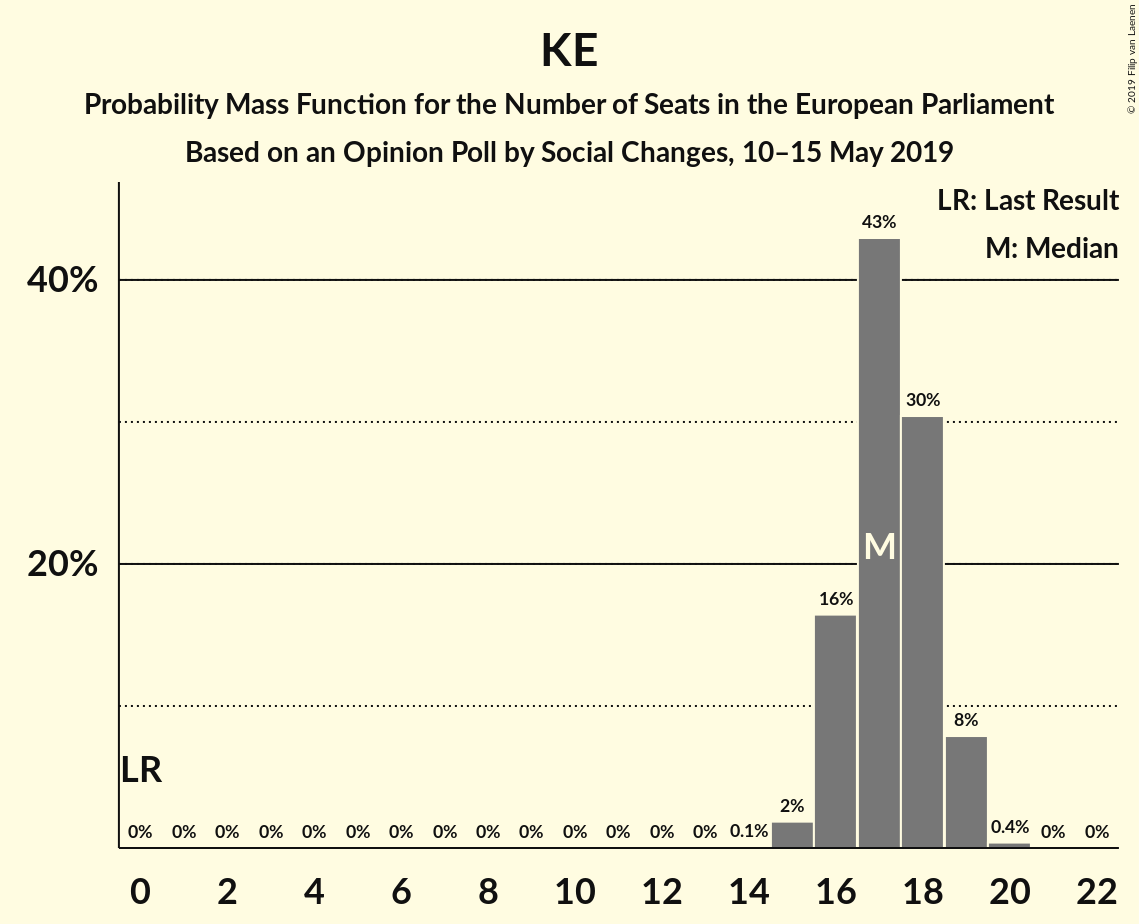 KE
Probability Mass Function for the Number of Seats in the European Parliament
Based on an Opinion Poll by Social Changes, 10–15 May 2019
© 2019 Filip van Laenen
LR: Last Result
M: Median
43%
40%
30%
M
20%
16%
8%
LR
2%
0% 0% 0% 0% 0% 0% 0% 0% 0% 0% 0% 0% 0% 0% 0.1% 0.4% 0% 0%
0 2 4 6 8 10 12 14 16 18 20 22